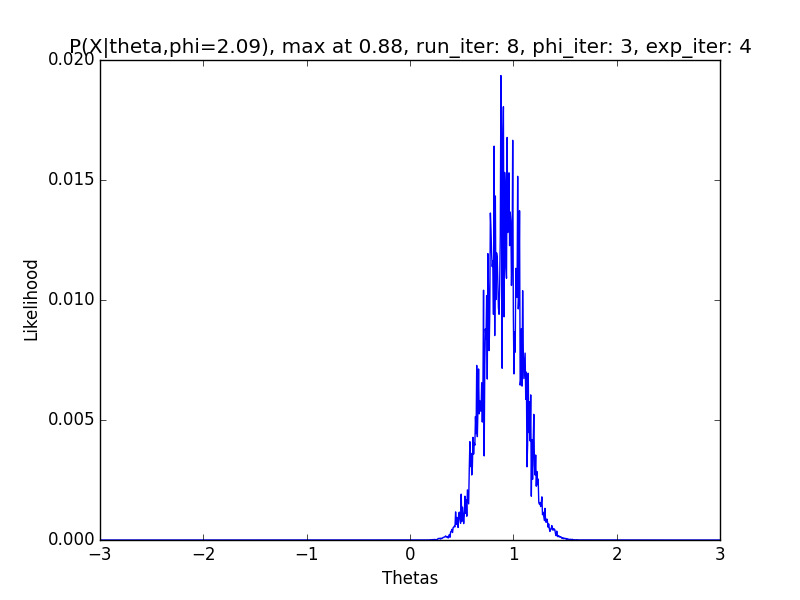 P(X|theta,phi=2.09), max at 0.88, run_iter: 8, phi_iter: 3, exp_iter: 4
0.020
0.015
0.010
0.005
0.000
Likelihood
−3 −2 −1 0 1 2 3
Thetas